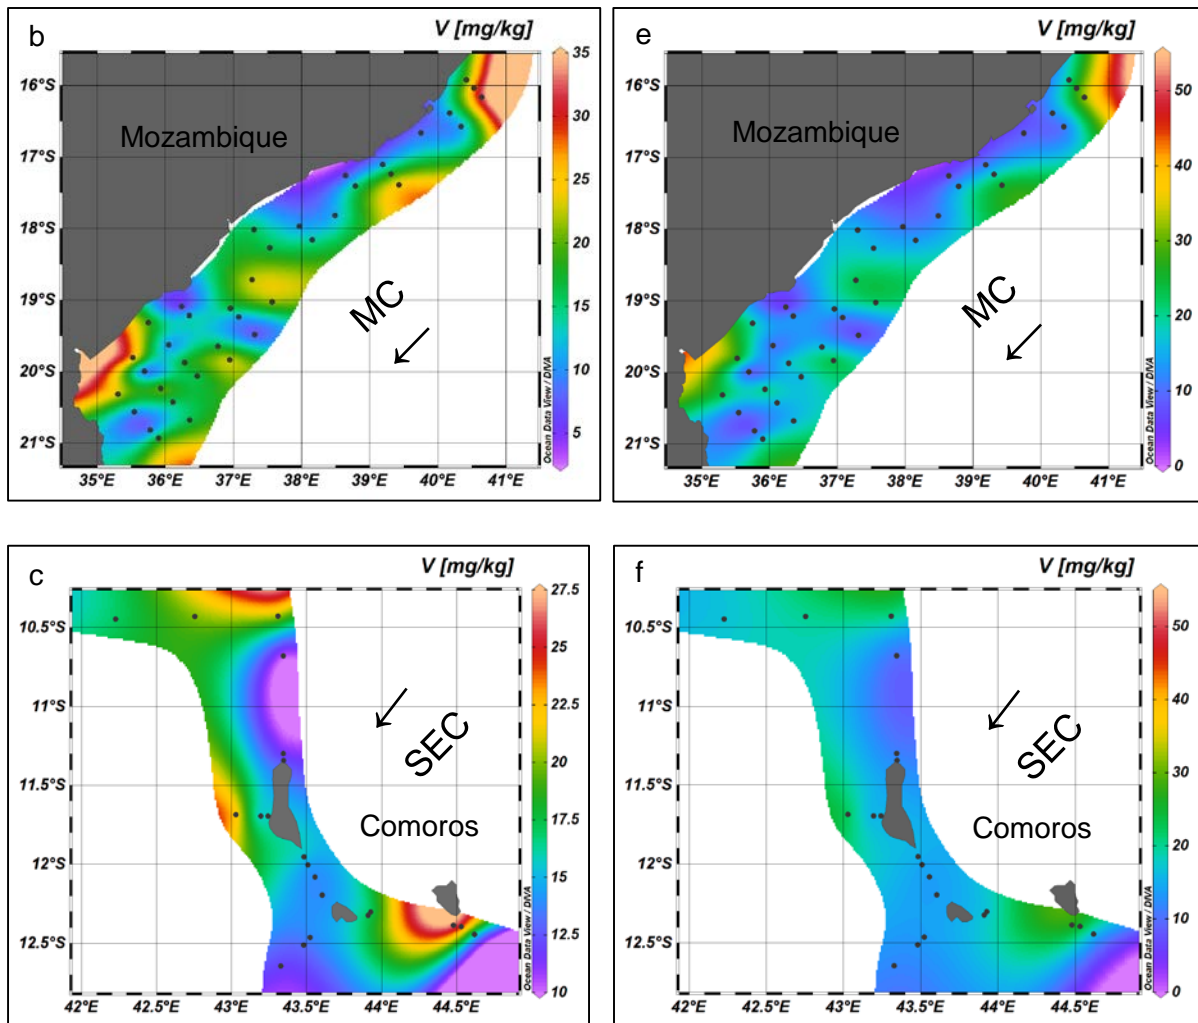 b
V [mg/kg]
Mozambique
MC
16°S
17°S
18°S
19°S
20°S
21°S
35°E 36°E 37°E 38°E 39°E 40°E 41°E
35
30
25
20
15
10
5
Ocean Data View / DIVA
e
V [mg/kg]
Mozambique
MC
16°S
17°S
18°S
19°S
20°S
21°S
35°E 36°E 37°E 38°E 39°E 40°E 41°E
50
40
30
20
10
0
Ocean Data View / DIVA
c
V [mg/kg]
SEC
Comoros
10.5°S
11°S
11.5°S
12°S
12.5°S
42°E 42.5°E 43°E 43.5°E 44°E 44.5°E
27.5
25
22.5
20
17.5
15
12.5
10
Ocean Data View / DIVA
f
V [mg/kg]
SEC
Comoros
10.5°S
11°S
11.5°S
12°S
12.5°S
42°E 42.5°E 43°E 43.5°E 44°E 44.5°E
50
40
30
20
10
0
Ocean Data View / DIVA